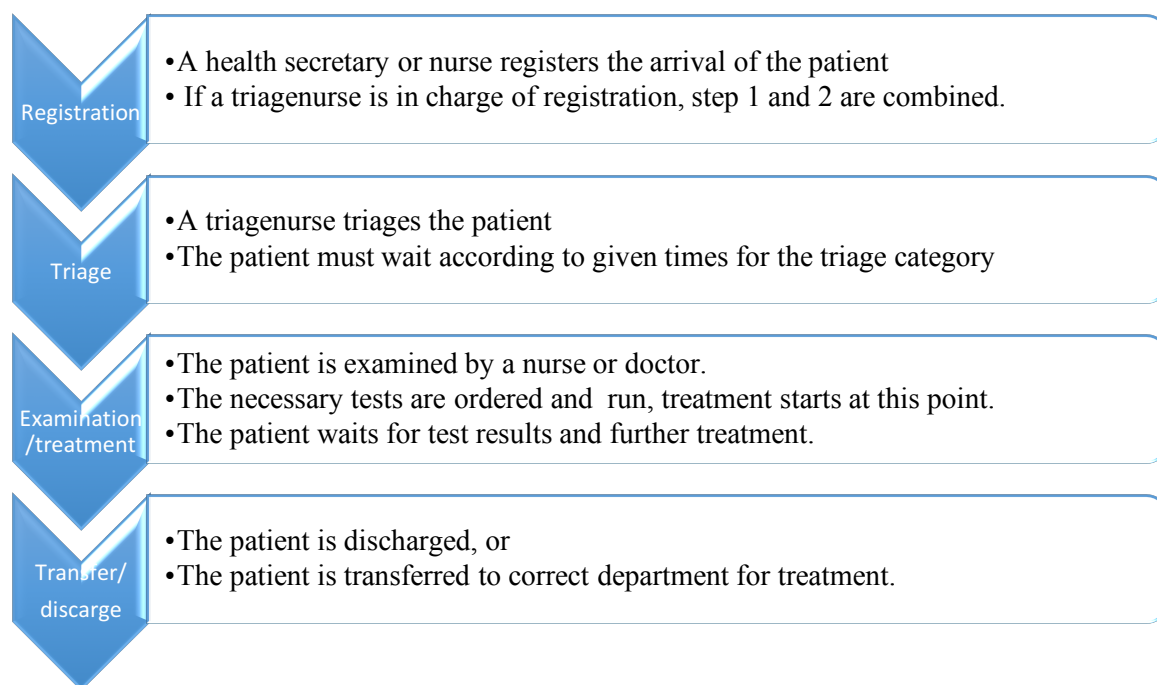 Registration
•A health secretary or nurse registers the arrival of the patient
• If a triagenurse is in charge of registration, step 1 and 2 are combined.
Triage
•A triagenurse triages the patient
•The patient must wait according to given times for the triage category
Examination
/treatment
•The patient is examined by a nurse or doctor.
•The necessary tests are ordered and  run, treatment starts at this point.
•The patient waits for test results and further treatment.
Transfer/
discarge
•The patient is discharged, or
•The patient is transferred to correct department for treatment.